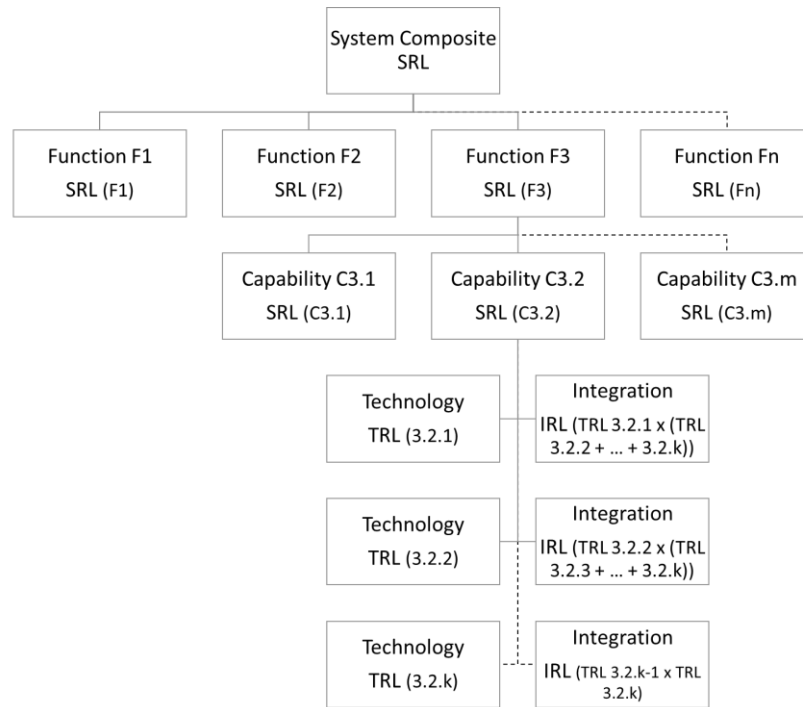 System Composite
SRL
Function F1
SRL (F1)
Function F2
SRL (F2)
Function F3
SRL (F3)
Function Fn
SRL (Fn)
Capability C3.1
SRL (C3.1)
Capability C3.2
SRL (C3.2)
Capability C3.m
SRL (C3.m)
Technology
TRL (3.2.1)
Integration
IRL (TRL 3.2.1 x (TRL
3.2.2 + ... + 3.2.k))
Technology
TRL (3.2.2)
Integration
IRL (TRL 3.2.2 x (TRL
3.2.3 + ... + 3.2.k))
Technology
TRL (3.2.k)
Integration
IRL (TRL 3.2.k-1 x TRL
3.2.k)